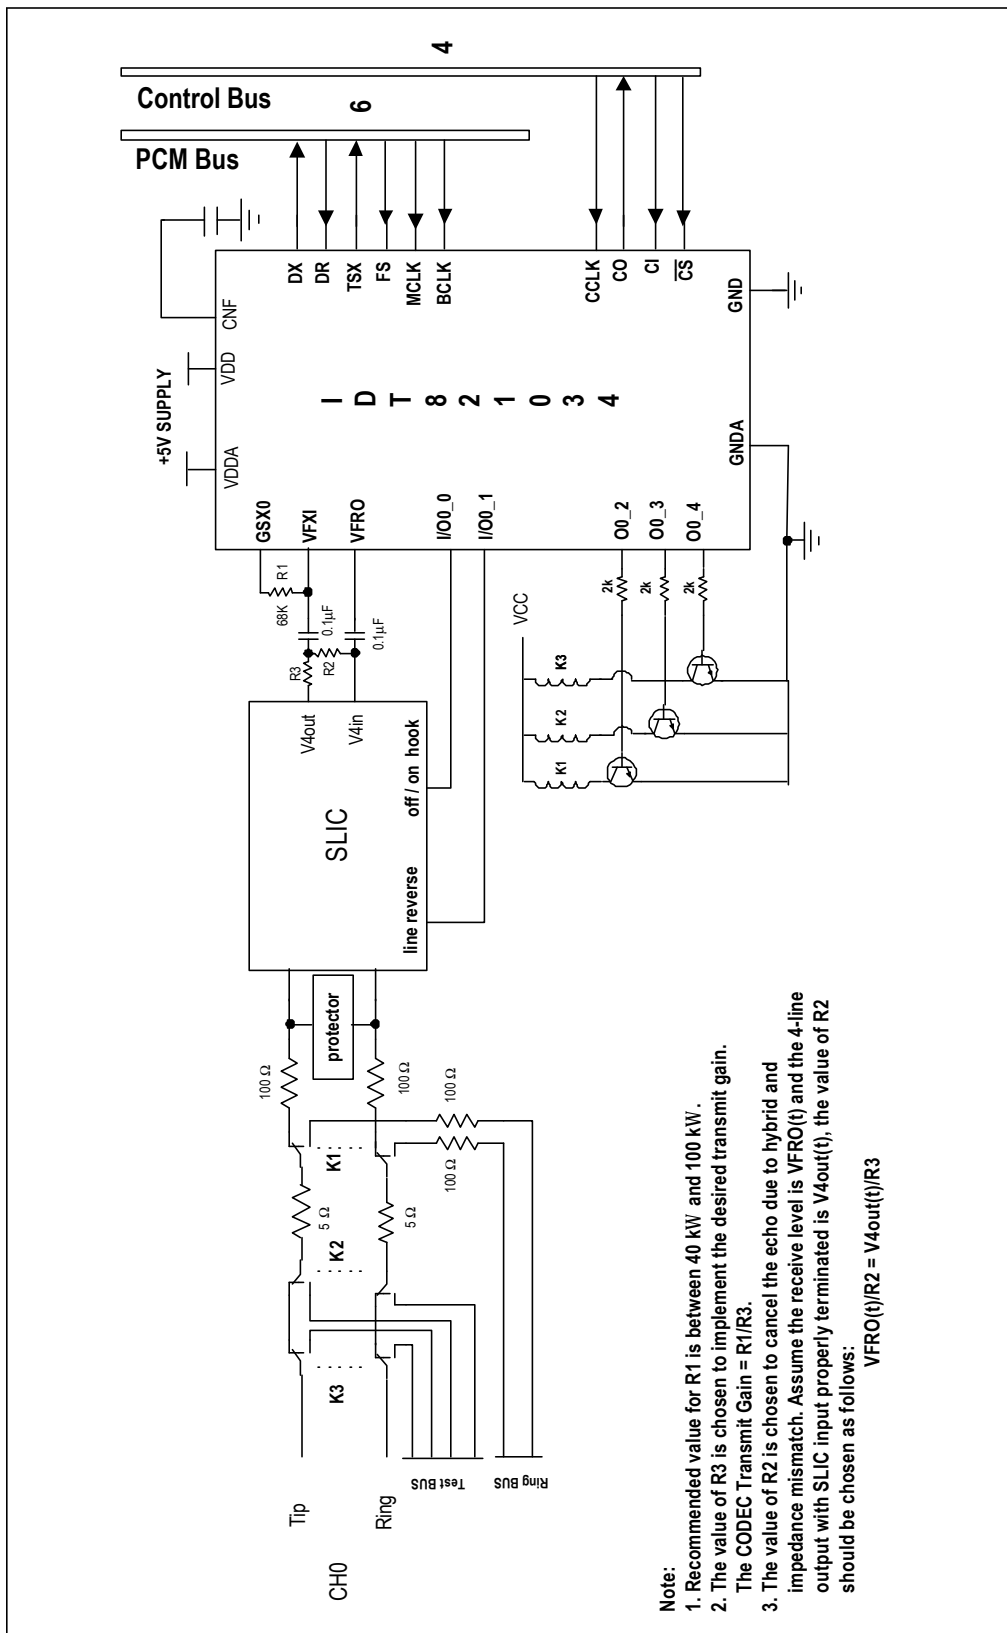 Control Bus
4
PCM Bus
6
+5V SUPPLY
VDDA
VDD
CNF
DX
DR
TSX
FS
MCLK
BCLK
CCLK
CO
CI
CS
IDT821034
GND
GNDA
GSX0
VFXI
VFRO
I/O0_0
I/O0_1
O0_2
O0_3
O0_4
R1
68K
0.1μF
0.1μF
R3
R2
2k
2k
2k
VCC
K3
K2
K1
V4out
V4in
SLIC
off / on hook
line reverse
protector
100 Ω
100 Ω
100 Ω
100 Ω
K1
5 Ω
5 Ω
K2
K3
Tip
Ring
CH0
Test BUS
Ring BUS
Note:
1. Recommended value for R1 is between 40 kW and 100 kW.
2. The value of R3 is chosen to implement the desired transmit gain.
The CODEC Transmit Gain = R1/R3.
3. The value of R2 is chosen to cancel the echo due to hybrid and
impedance mismatch. Assume the receive level is VFRO(t) and the 4-line
output with SLIC input properly terminated is V4out(t), the value of R2
should be chosen as follows:
VFRO(t)/R2 = V4out(t)/R3